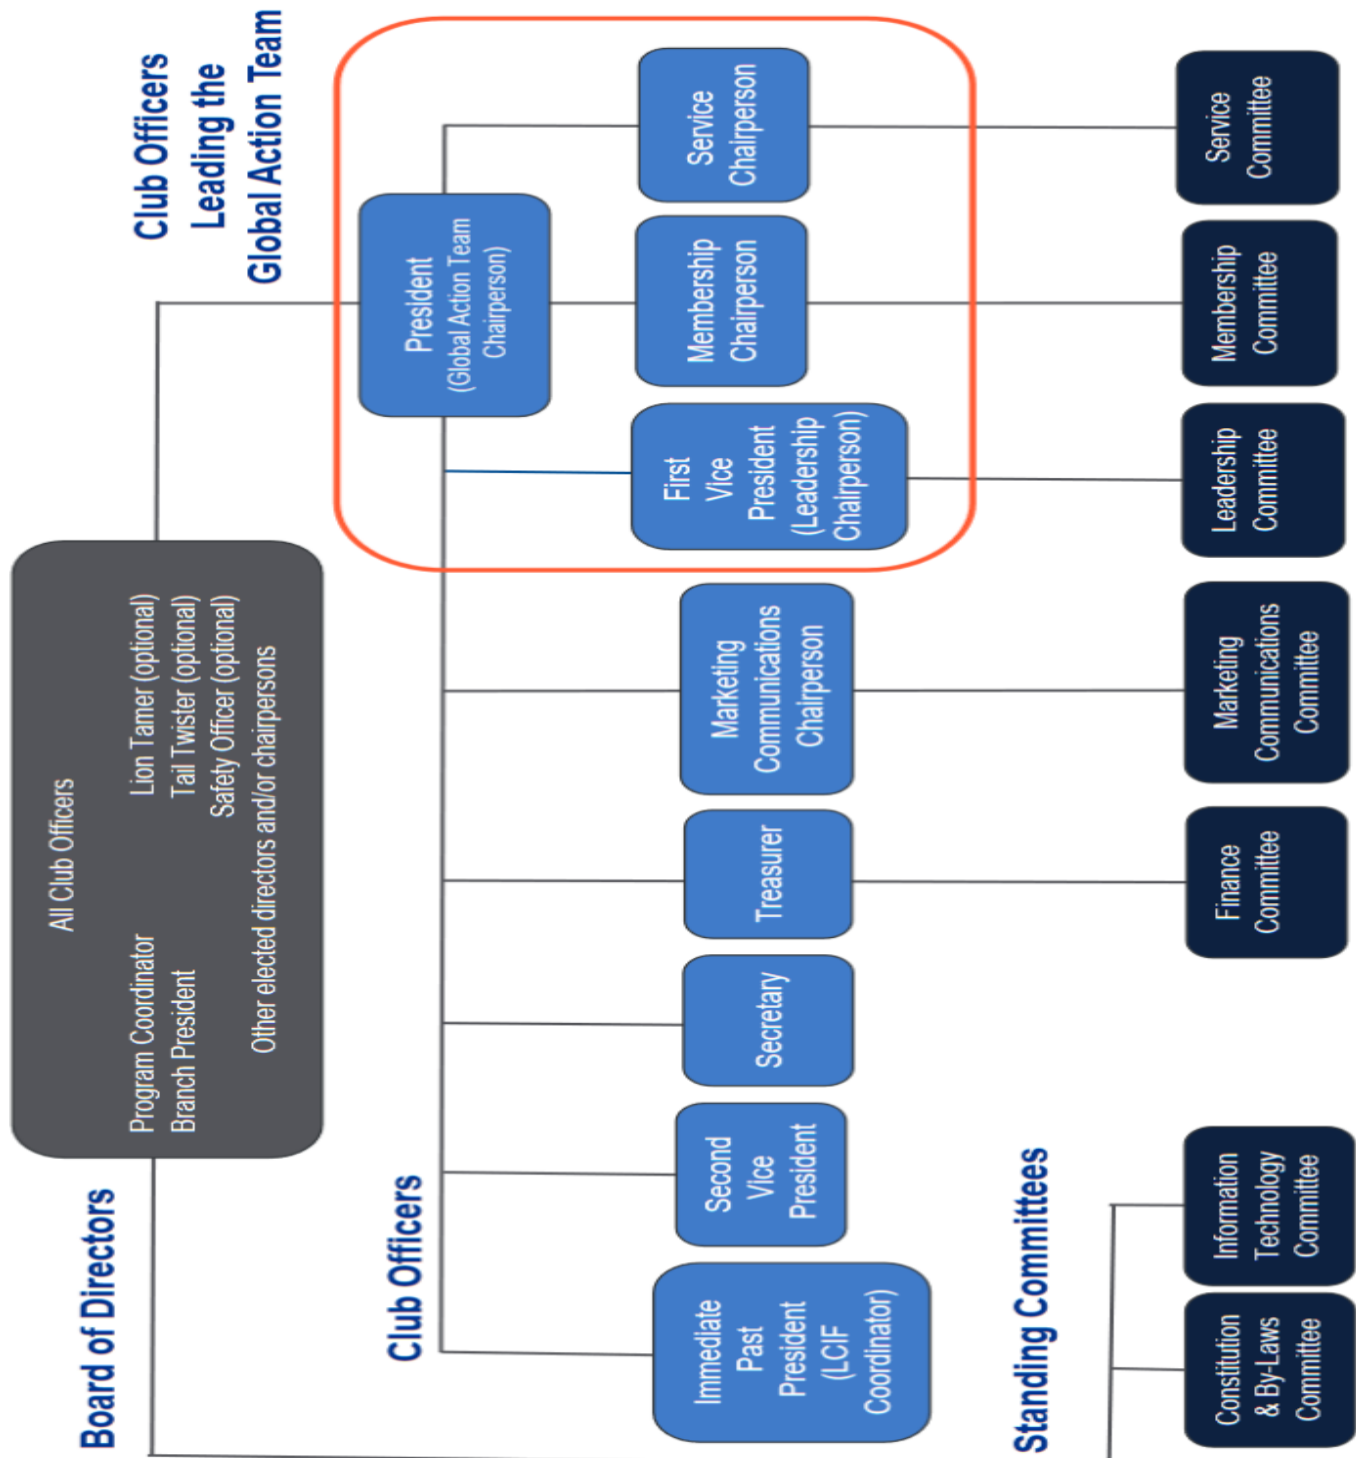 Board of Directors
All Club Officers
Program Coordinator
Lion Tamer (optional)
Branch President
Tail Twister (optional)
Safety Officer (optional)
Other elected directors and/or chairpersons
Club Officers
Leading the
Global Action Team
Club Officers
President
(Global Action Team
Chairperson)
Immediate
Past
President
(LCIF
Coordinator)
Second
Vice
President
Secretary
Treasurer
Marketing
Communications
Chairperson
First
Vice
President
(Leadership
Chairperson)
Membership
Chairperson
Service
Chairperson
Standing Committees
Constitution
& By-Laws
Committee
Information
Technology
Committee
Finance
Committee
Marketing
Communications
Committee
Leadership
Committee
Membership
Committee
Service
Committee